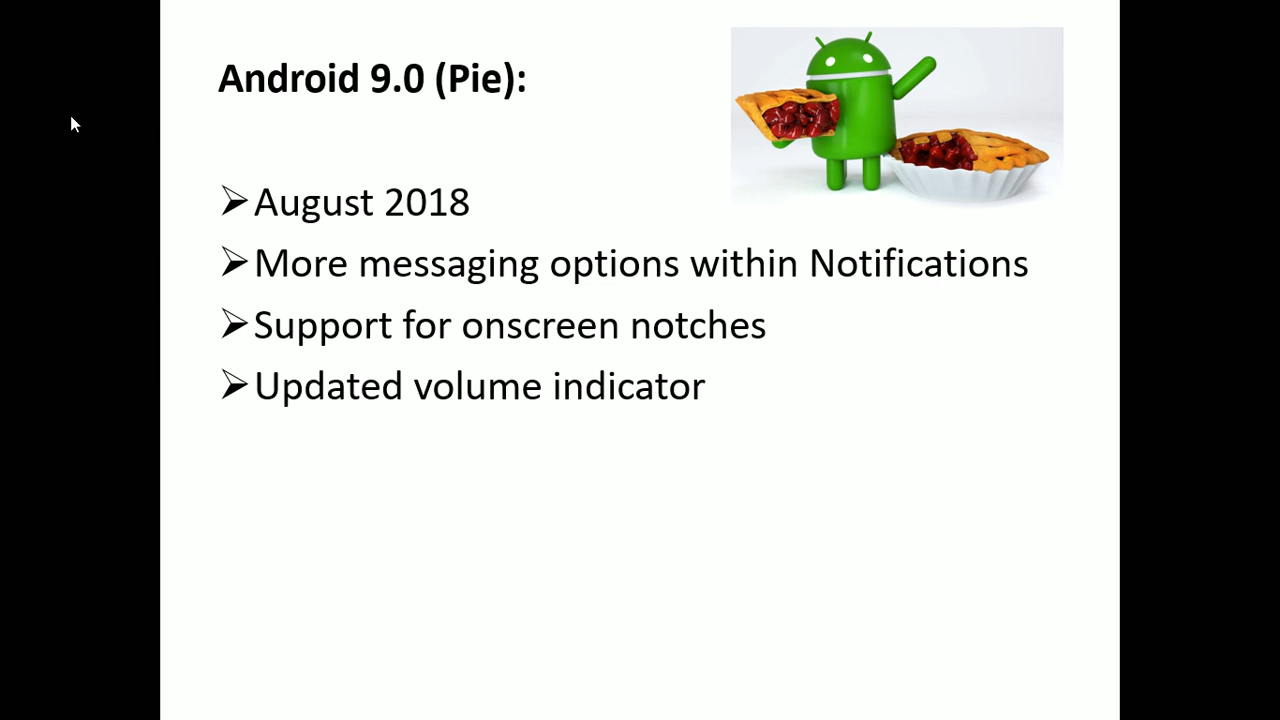 Android 9.0 (Pie):
➢August 2018
➢More messaging options within Notifications
➢Support for onscreen notches
➢Updated volume indicator